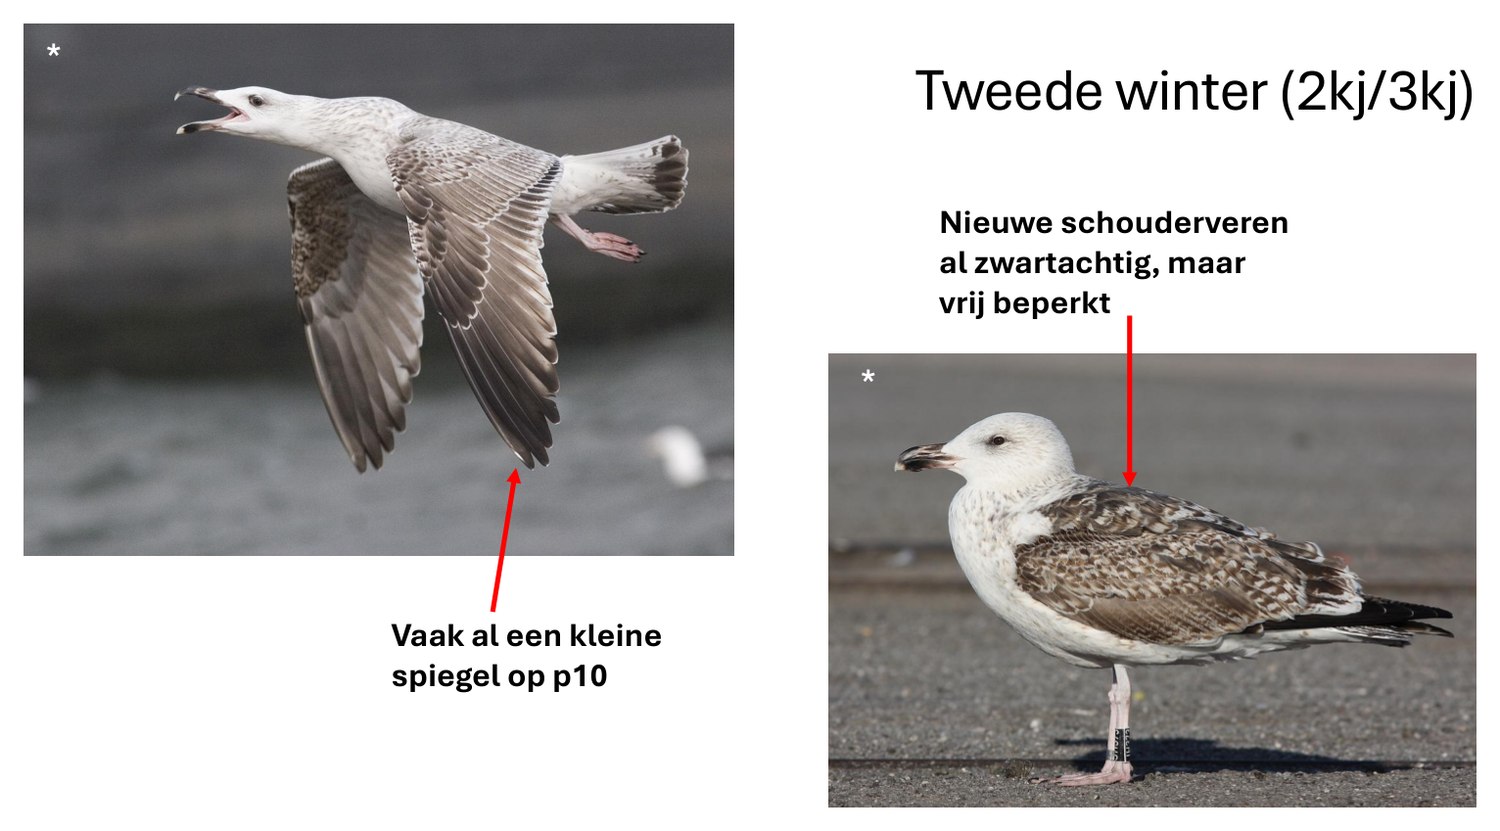 *
Tweede winter (2kj/3kj)
Nieuwe schouderveren
al zwartachtig, maar
vrij beperkt
*
Vaak al een kleine
spiegel op p10